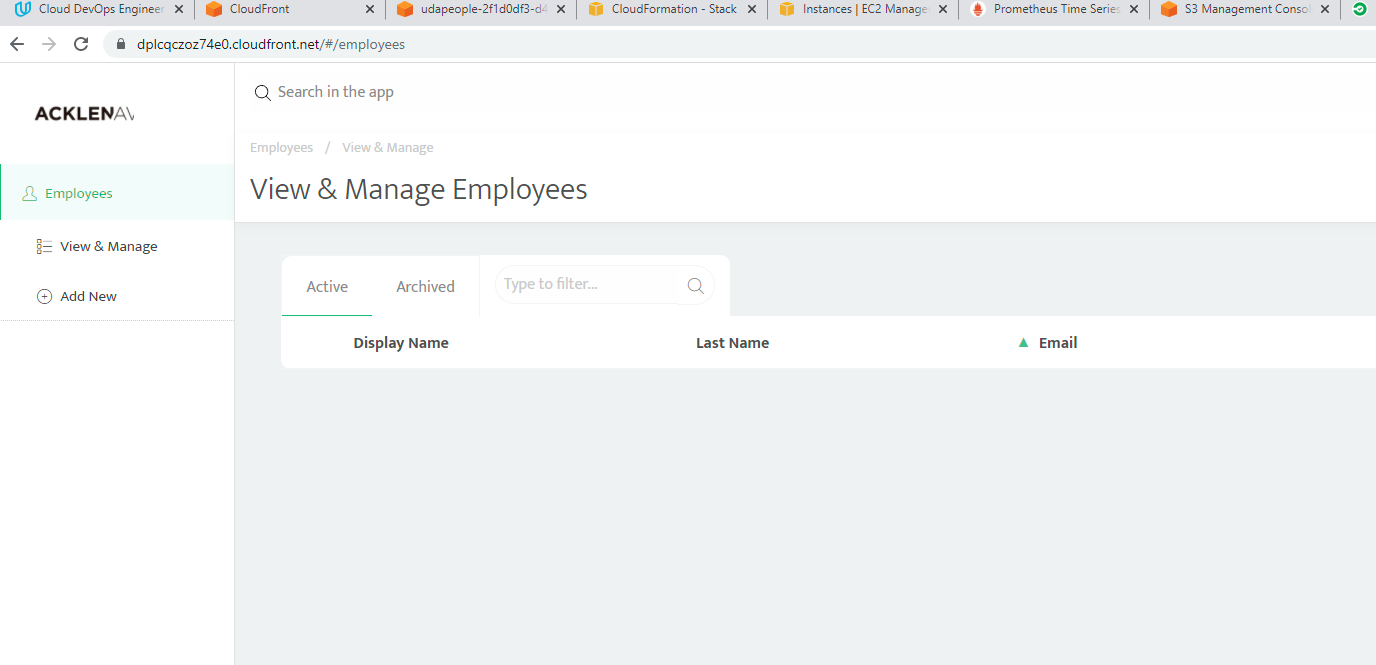 Cloud DevOps Engineer
CloudFront
udapeople-2f1d0df3-d4
CloudFormation - Stack
Instances | EC2 Manage
Prometheus Time Series
S3 Management Conso
dplcqczoz74e0.cloudfront.net/#/employees
ACKLENAV
Search in the app
Employees / View & Manage
View & Manage Employees
Employees
View & Manage
Add New
Active
Archived
Type to filter...
Display Name
Last Name
▲ Email